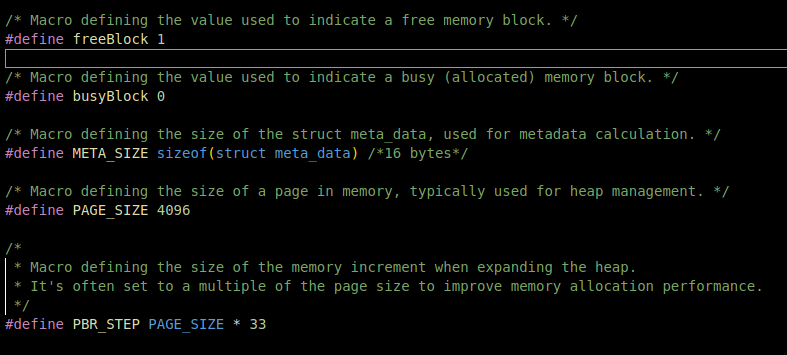 /* Macro defining the value used to indicate a free memory block. */
#define freeBlock 1
/* Macro defining the value used to indicate a busy (allocated) memory block. */
#define busyBlock 0
/* Macro defining the size of the struct meta_data, used for metadata calculation. */
#define META_SIZE sizeof(struct meta_data) /*16 bytes*/
/* Macro defining the size of a page in memory, typically used for heap management. */
#define PAGE_SIZE 4096
/*
 * Macro defining the size of the memory increment when expanding the heap.
 * It's often set to a multiple of the page size to improve memory allocation performance.
 */
#define PBR_STEP PAGE_SIZE * 33